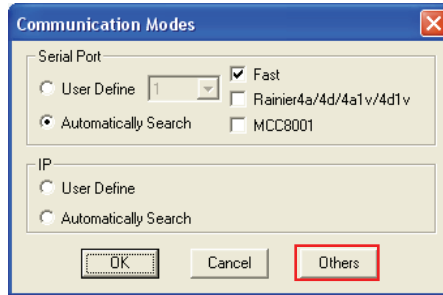 Communication Modes
Serial Port
User Define 1
Automatically Search
Fast
Rainier4a/4d/4a1v/4d1v
MCC8001
IP
User Define
Automatically Search
OK Cancel Others